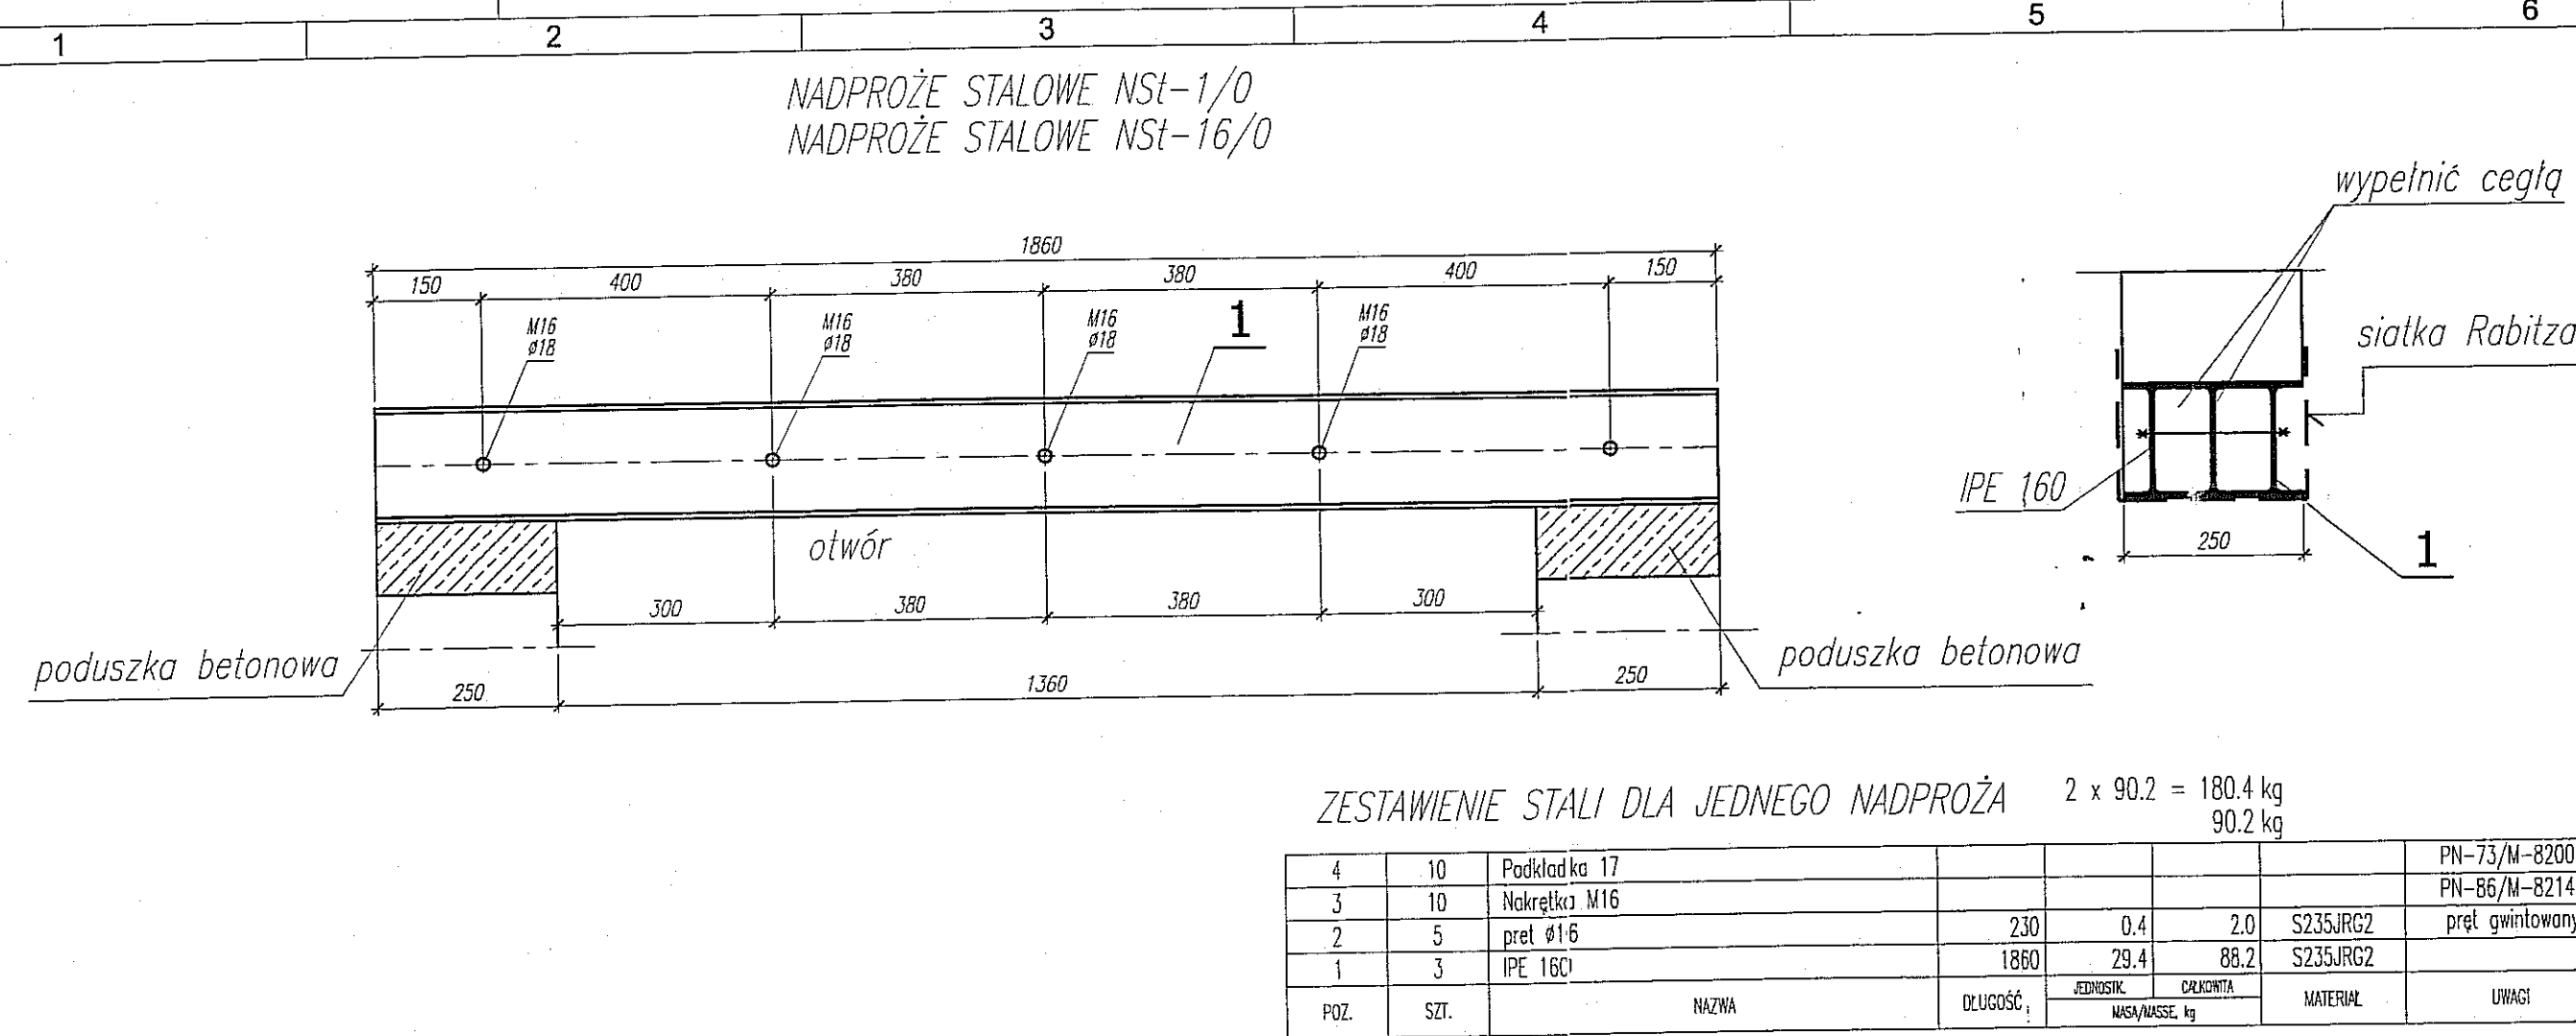 1 2 3 4 5 6
NADPROŻE STALOWE NSt-1/0
NADPROŻE STALOWE NSt-16/0
wypełnić cegłą
1860
150 400 380 380 400 150
M16
ø18
M16
ø18
M16
ø18
1
M16
ø18
siatka Rabitza
IPE 160
otwór
250
1
300 380 380 300
poduszka betonowa
poduszka betonowa
250 1360 250
ZESTAWIENIE STALI DLA JEDNEGO NADPROŻA 2 x 90.2 = 180.4 kg
90.2 kg
4 10 Podkladka 17 PN-73/M-8200
3 10 Nakrętka M16 PN-86/M-8214
2 5 pret ø16 230 0.4 2.0 S235JRG2 pręt gwintowany
1 3 IPE 160 1860 29.4 88.2 S235JRG2
POZ. SZT. NAZWA DŁUGOŚĆ JEDNOSTK. CAŁKOWITA MATERIAŁ UWAGI
MASA/MASSE, kg